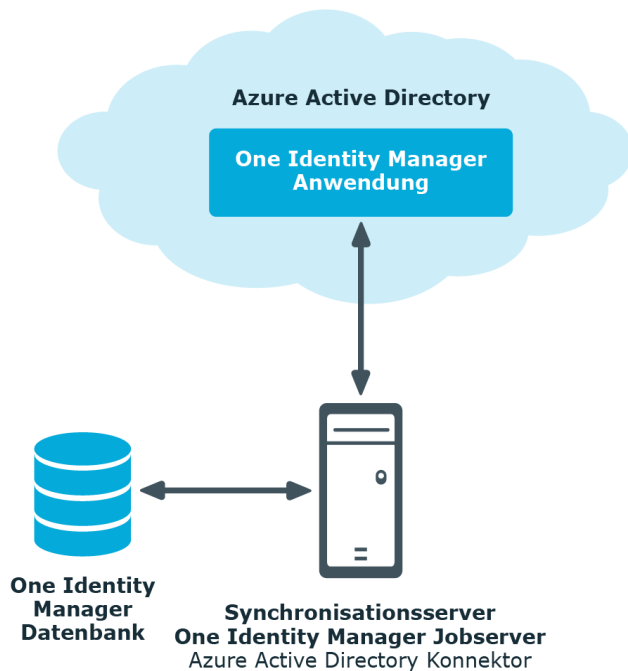 Azure Active Directory
One Identity Manager
Anwendung
One Identity
Manager
Datenbank
Synchronisationsserver
One Identity Manager Jobserver
Azure Active Directory Konnektor